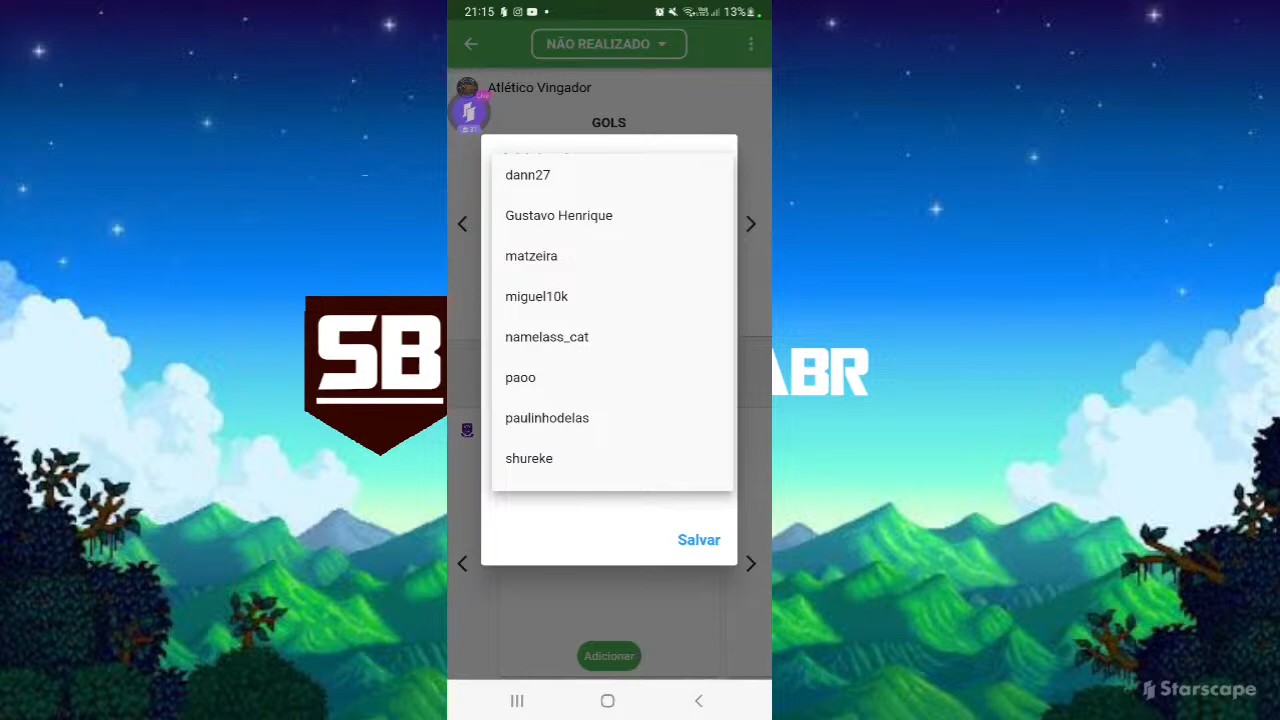 21:15
13%
NÃO REALIZADO
Atlético Vingador
LIVE
GOLS
dann27
Gustavo Henrique
matzeira
miguel10k
namelass_cat
paoo
paulinhodelas
shureke
Salvar
Adicionar
SB
ABR
Starscape